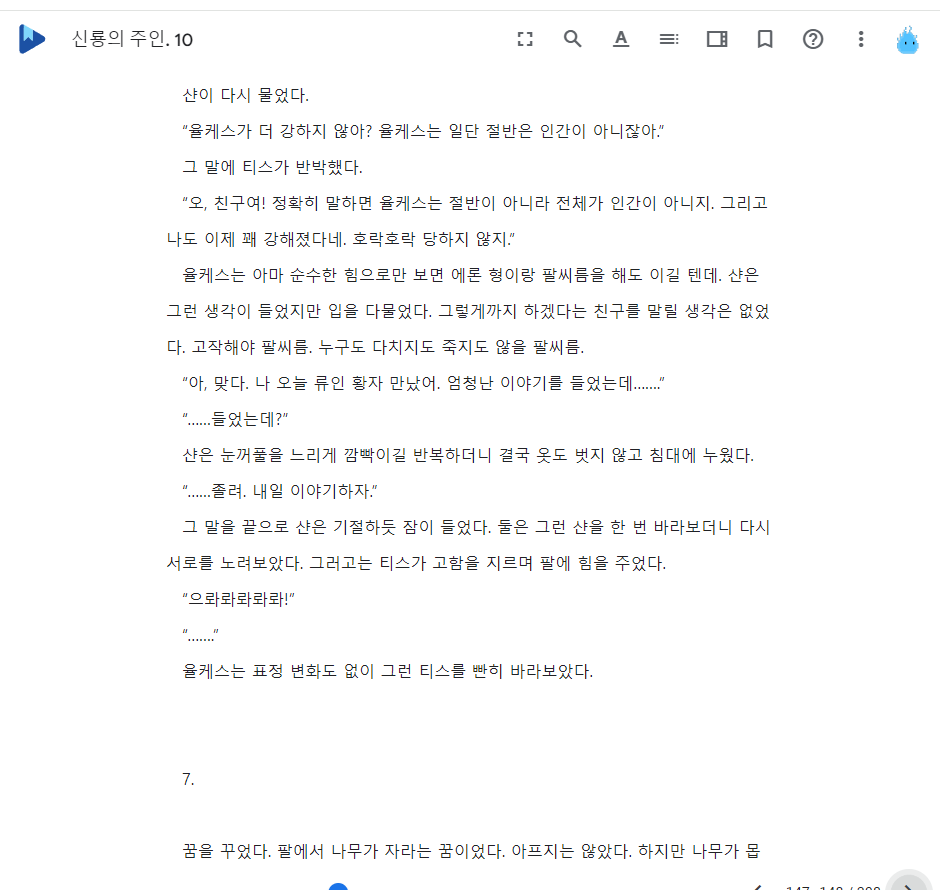 신룡의 주인. 10
샨이 다시 물었다.
“율케스가 더 강하지 않아? 율케스는 일단 절반은 인간이 아니잖아.”
그 말에 티스가 반박했다.
“오, 친구여! 정확히 말하면 율케스는 절반이 아니라 전체가 인간이 아니지. 그리고
나도 이제 꽤 강해졌다네. 호락호락 당하지 않지.”
율케스는 아마 순수한 힘으로만 보면 에론 형이랑 팔씨름을 해도 이길 텐데. 샨은
그런 생각이 들었지만 입을 다물었다. 그렇게까지 하겠다는 친구를 말릴 생각은 없었
다. 고작해야 팔씨름. 누구도 다치지도 죽지도 않을 팔씨름.
“아, 맞다. 나 오늘 류인 황자 만났어. 엄청난 이야기를 들었는데…….”
“……들었는데?”
샨은 눈꺼풀을 느리게 깜빡이길 반복하더니 결국 옷도 벗지 않고 침대에 누웠다.
“……졸려. 내일 이야기하자.”
그 말을 끝으로 샨은 기절하듯 잠이 들었다. 둘은 그런 샨을 한 번 바라보더니 다시
서로를 노려보았다. 그러고는 티스가 고함을 지르며 팔에 힘을 주었다.
“으롸롸롸롸롸!”
“…….”
율케스는 표정 변화도 없이 그런 티스를 빤히 바라보았다.
7.
꿈을 꾸었다. 팔에서 나무가 자라는 꿈이었다. 아프지는 않았다. 하지만 나무가 몹